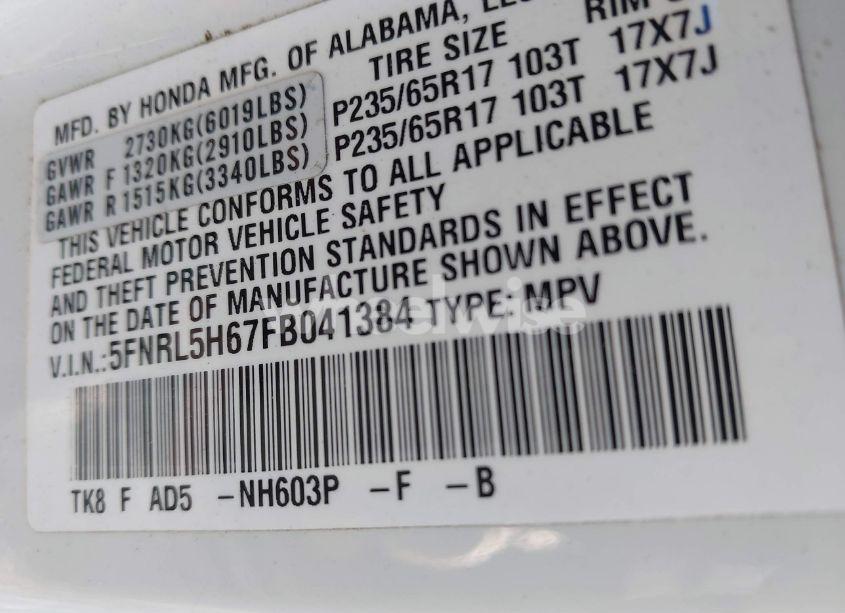 MFD. BY HONDA MFG. OF ALABAMA,
TIRE SIZE
GVWR 2730KG(6019LBS)
GAWR F 1320KG(2910LBS) P235/65R17 103T 17X7J
GAWR R 1515KG(3340LBS) P235/65R17 103T 17X7J
THIS VEHICLE CONFORMS TO ALL APPLICABLE
FEDERAL MOTOR VEHICLE SAFETY
AND THEFT PREVENTION STANDARDS IN EFFECT
ON THE DATE OF MANUFACTURE SHOWN ABOVE.
V.I.N.:5FNRL5H67FB041384 TYPE: MPV
TK8 F AD5 -NH603P -F -B